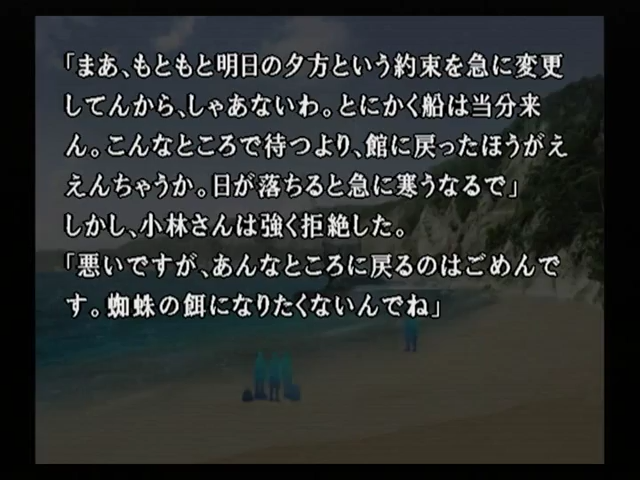 「まあ、もともと明日の夕方という約束を急に変更
してんから、しゃあないわ。とにかく船は当分来
ん。こんなところで待つより、館に戻ったほうがえ
えんちゃうか。日が落ちると急に寒うなるで」
しかし、小林さんは強く拒絶した。
「悪いですが、あんなところに戻るのはごめんで
す。蜘蛛の餌になりたくないんでね」